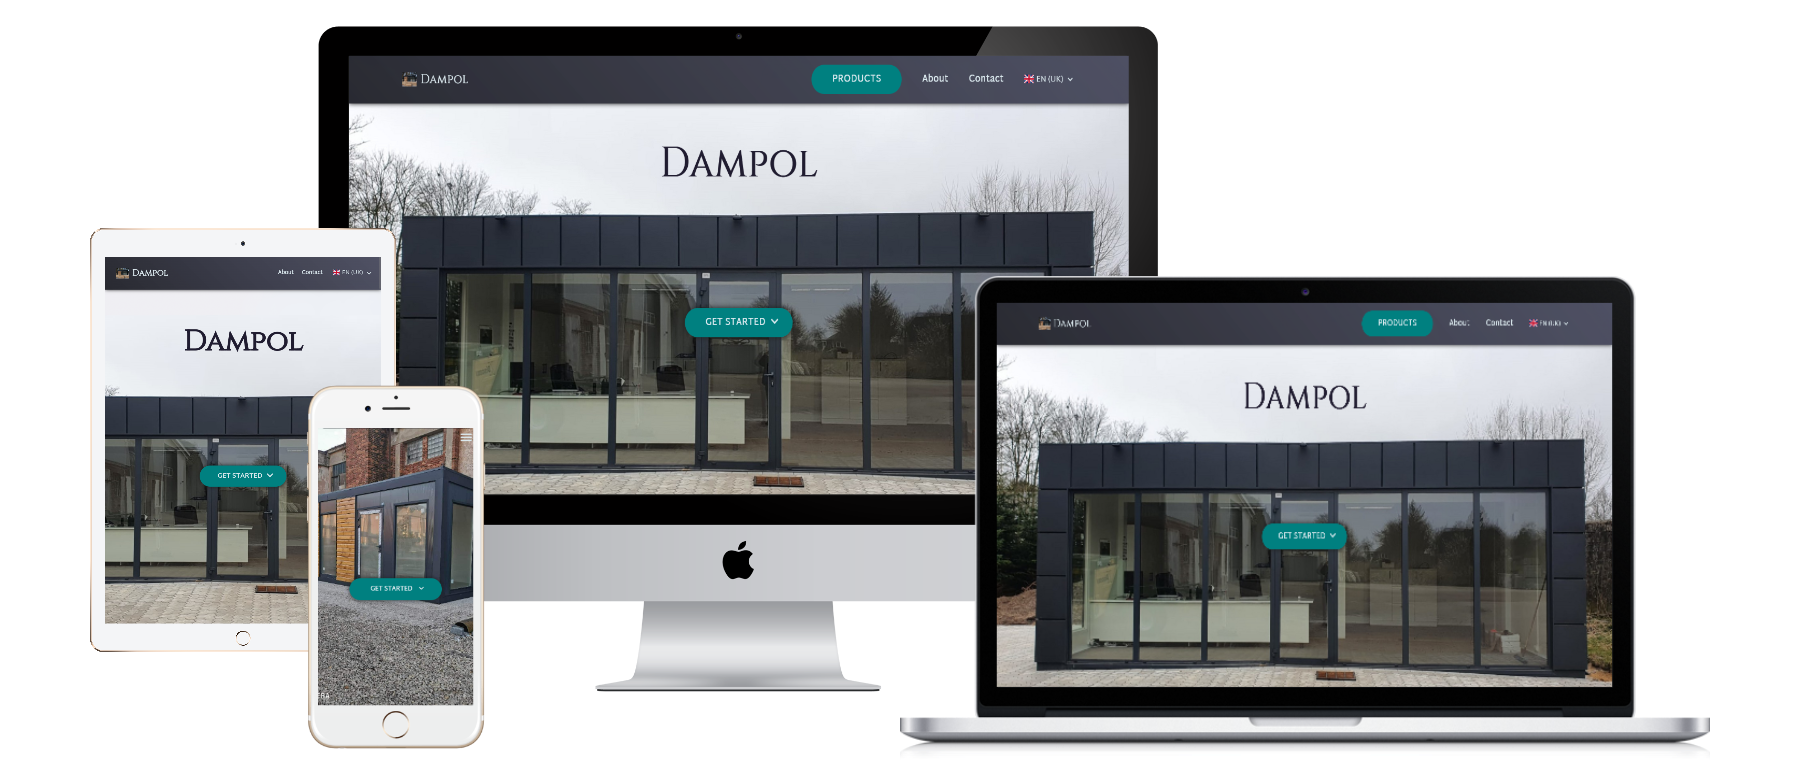 DAMPOL
PRODUCTS
About
Contact
EN (UK)
DAMPOL
GET STARTED
DAMPOL
About
Contact
EN (UK)
DAMPOL
GET STARTED
GET STARTED
DAMPOL
PRODUCTS
About
Contact
EN (UK)
DAMPOL
GET STARTED